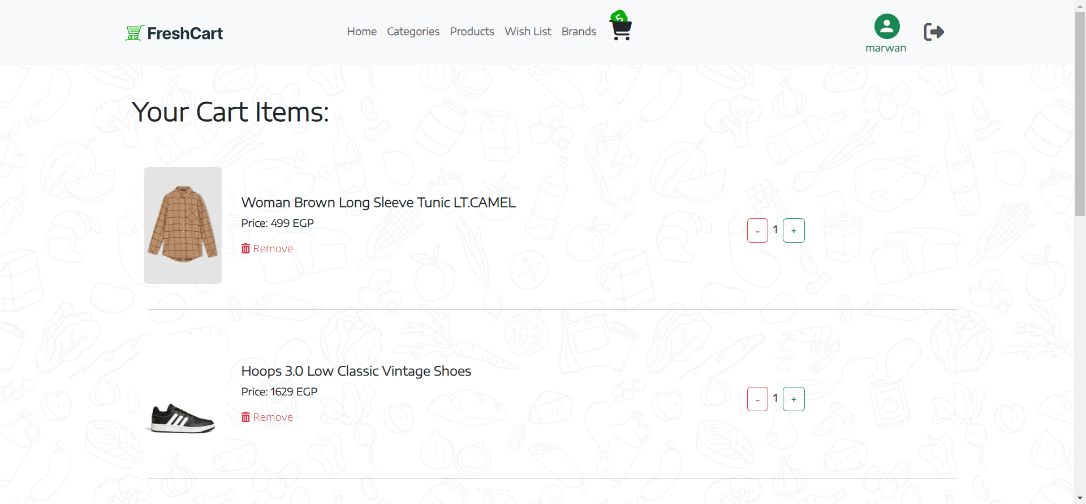 FreshCart
Home Categories Products Wish List Brands
5
marwan
Your Cart Items:
Woman Brown Long Sleeve Tunic LT.CAMEL
Price: 499 EGP
Remove
- 1 +
Hoops 3.0 Low Classic Vintage Shoes
Price: 1629 EGP
Remove
- 1 +